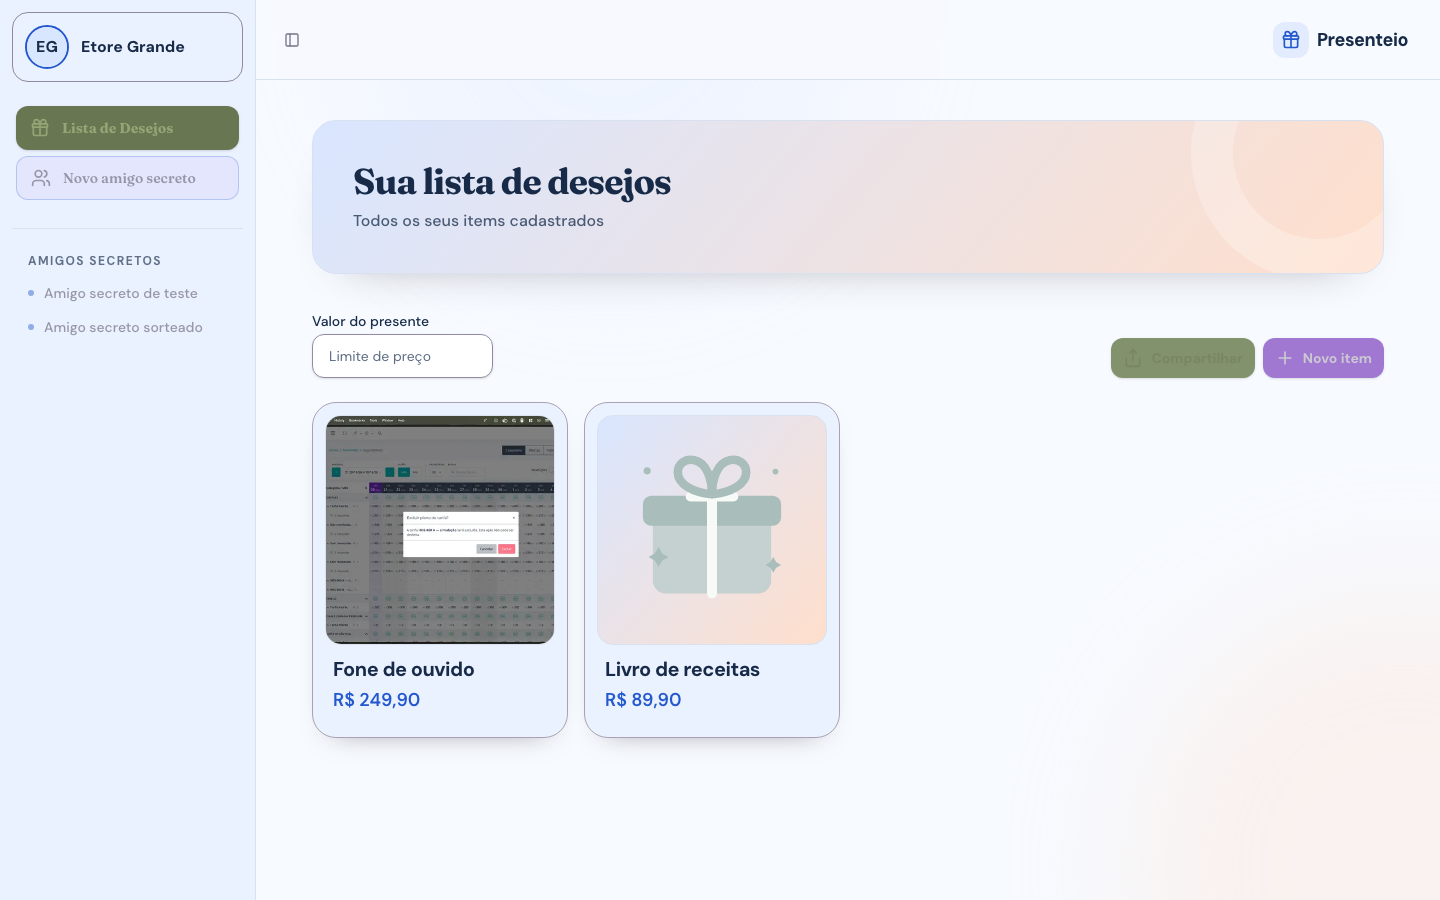 EG
Etore Grande
Lista de Desejos
Novo amigo secreto
AMIGOS SECRETOS
Amigo secreto de teste
Amigo secreto sorteado
Presenteio
Sua lista de desejos
Todos os seus items cadastrados
Valor do presente
Limite de preço
Compartilhar
Novo item
Fone de ouvido
R$ 249,90
Livro de receitas
R$ 89,90